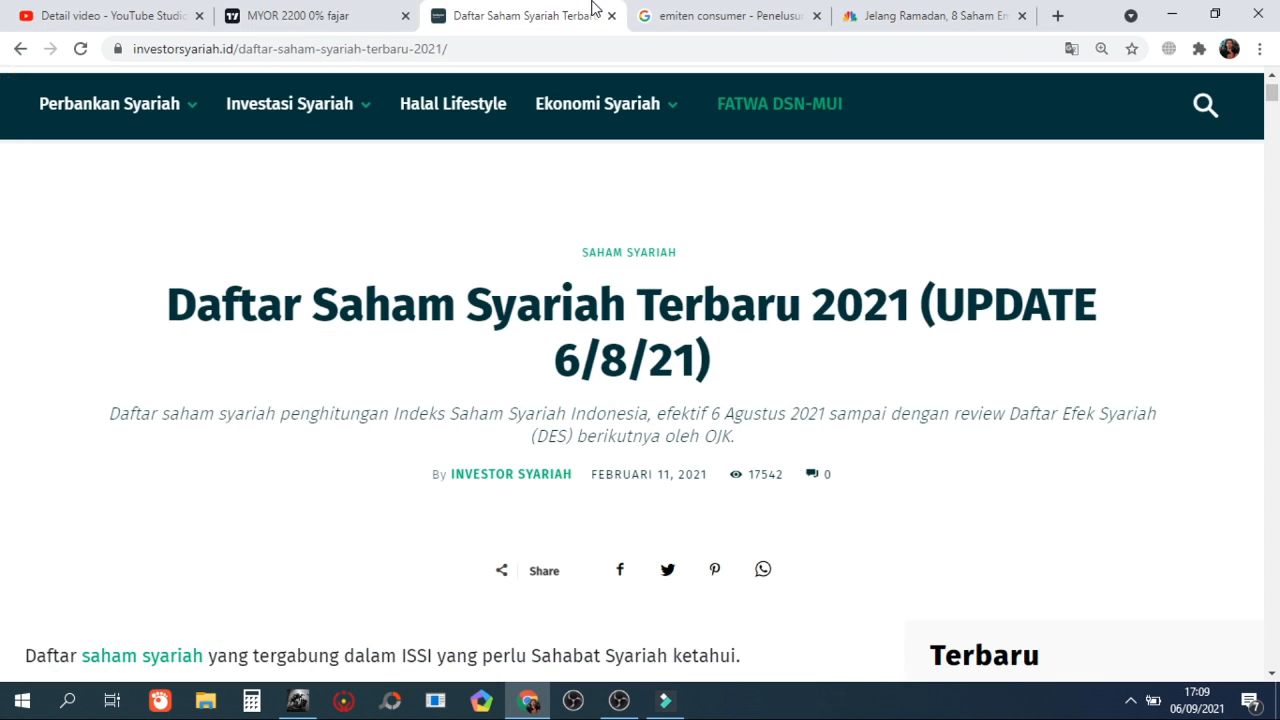 Detail video - YouTube Studio
MYOR 2200 0% fajar
Daftar Saham Syariah Terbar
emiten consumer - Penelusur
Jelang Ramadan, 8 Saham Em
investorsyariah.id/daftar-saham-syariah-terbaru-2021/
Perbankan Syariah
Investasi Syariah
Halal Lifestyle
Ekonomi Syariah
FATWA DSN-MUI
SAHAM SYARIAH
Daftar Saham Syariah Terbaru 2021 (UPDATE
6/8/21)
Daftar saham syariah penghitungan Indeks Saham Syariah Indonesia, efektif 6 Agustus 2021 sampai dengan review Daftar Efek Syariah
(DES) berikutnya oleh OJK.
By INVESTOR SYARIAH FEBRUARI 11, 2021 17542 0
Share
Daftar saham syariah yang tergabung dalam ISSI yang perlu Sahabat Syariah ketahui.
Terbaru
17:09
06/09/2021
7